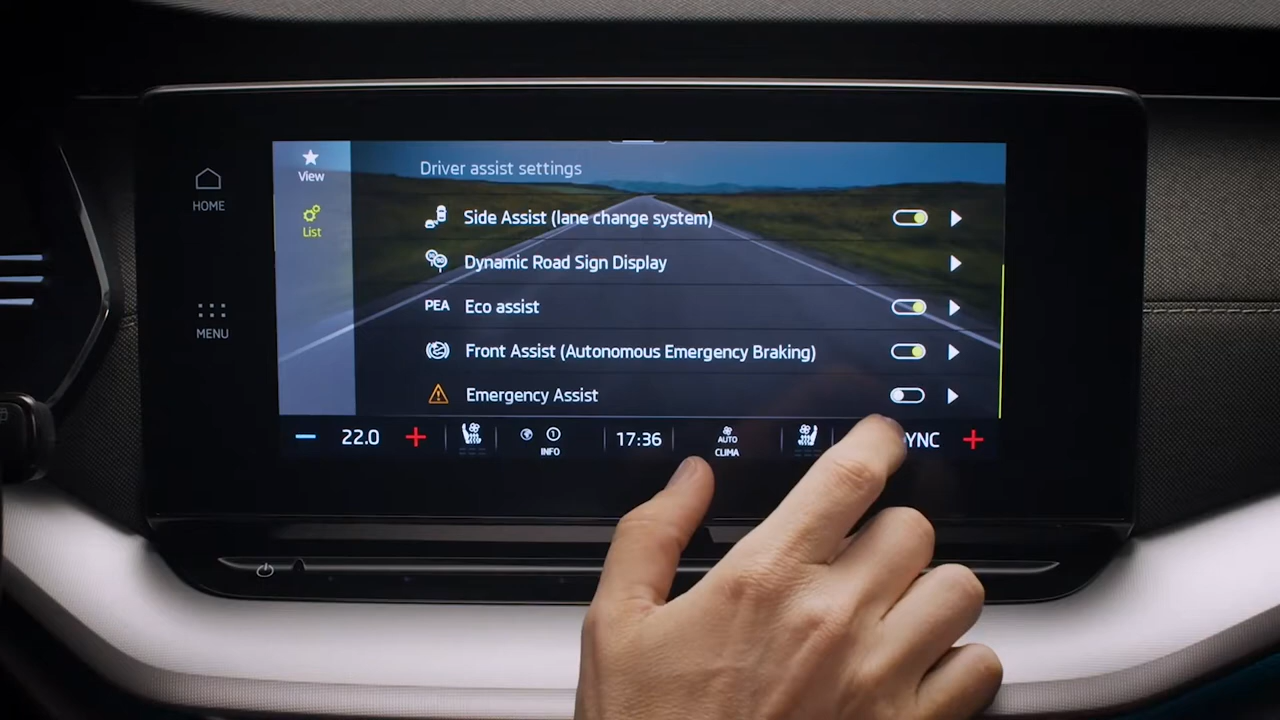 View
Driver assist settings
HOME
List
Side Assist (lane change system)
Dynamic Road Sign Display
PEA Eco assist
MENU
Front Assist (Autonomous Emergency Braking)
Emergency Assist
22.0
INFO
17:36
AUTO
CLIMA